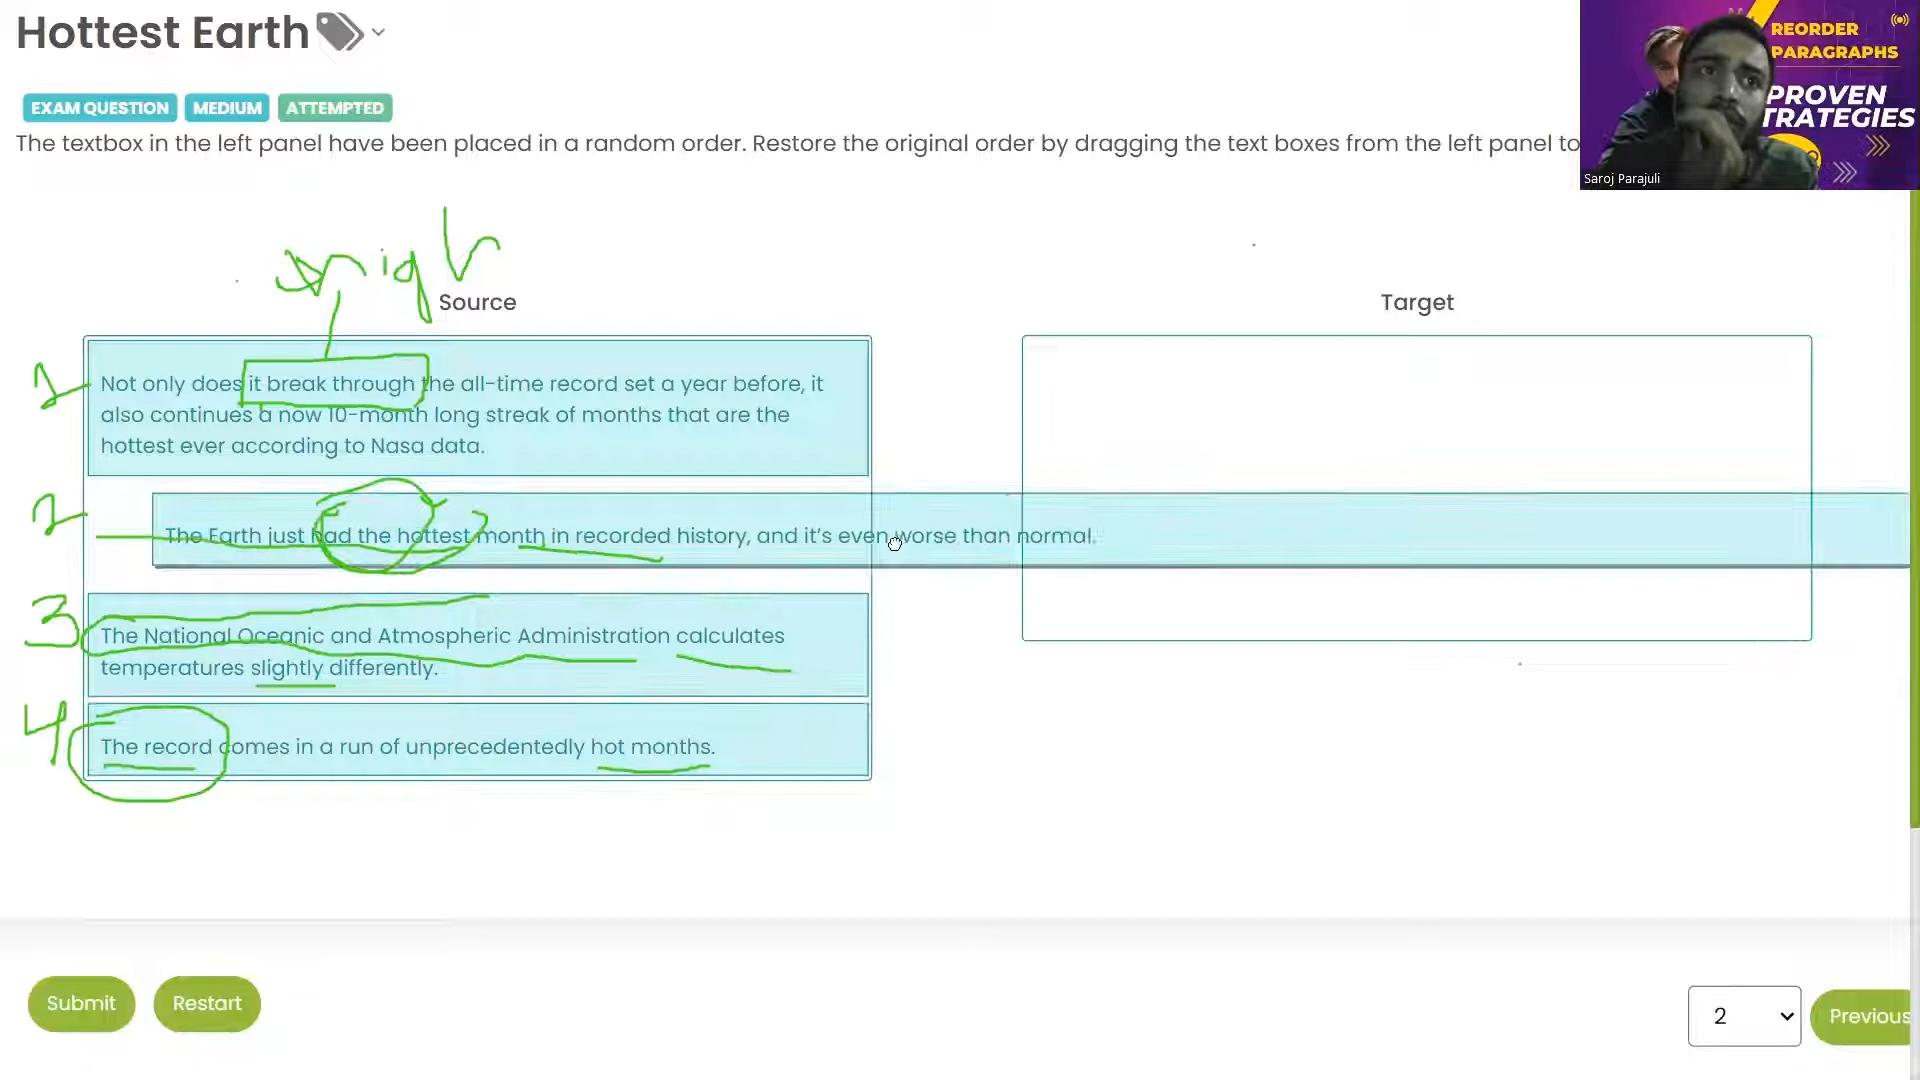 Hottest Earth
REORDER
PARAGRAPHS
PROVEN
TRATEGIES
Saroj Parajuli
EXAM QUESTION MEDIUM ATTEMPTED
The textbox in the left panel have been placed in a random order. Restore the original order by dragging the text boxes from the left panel to
Source
Target
1
Not only does it break through the all-time record set a year before, it
also continues a now 10-month long streak of months that are the
hottest ever according to Nasa data.
2
The Earth just had the hottest month in recorded history, and it's even worse than normal.
3
The National Oceanic and Atmospheric Administration calculates
temperatures slightly differently.
4
The record comes in a run of unprecedentedly hot months.
Submit
Restart
2
Previous